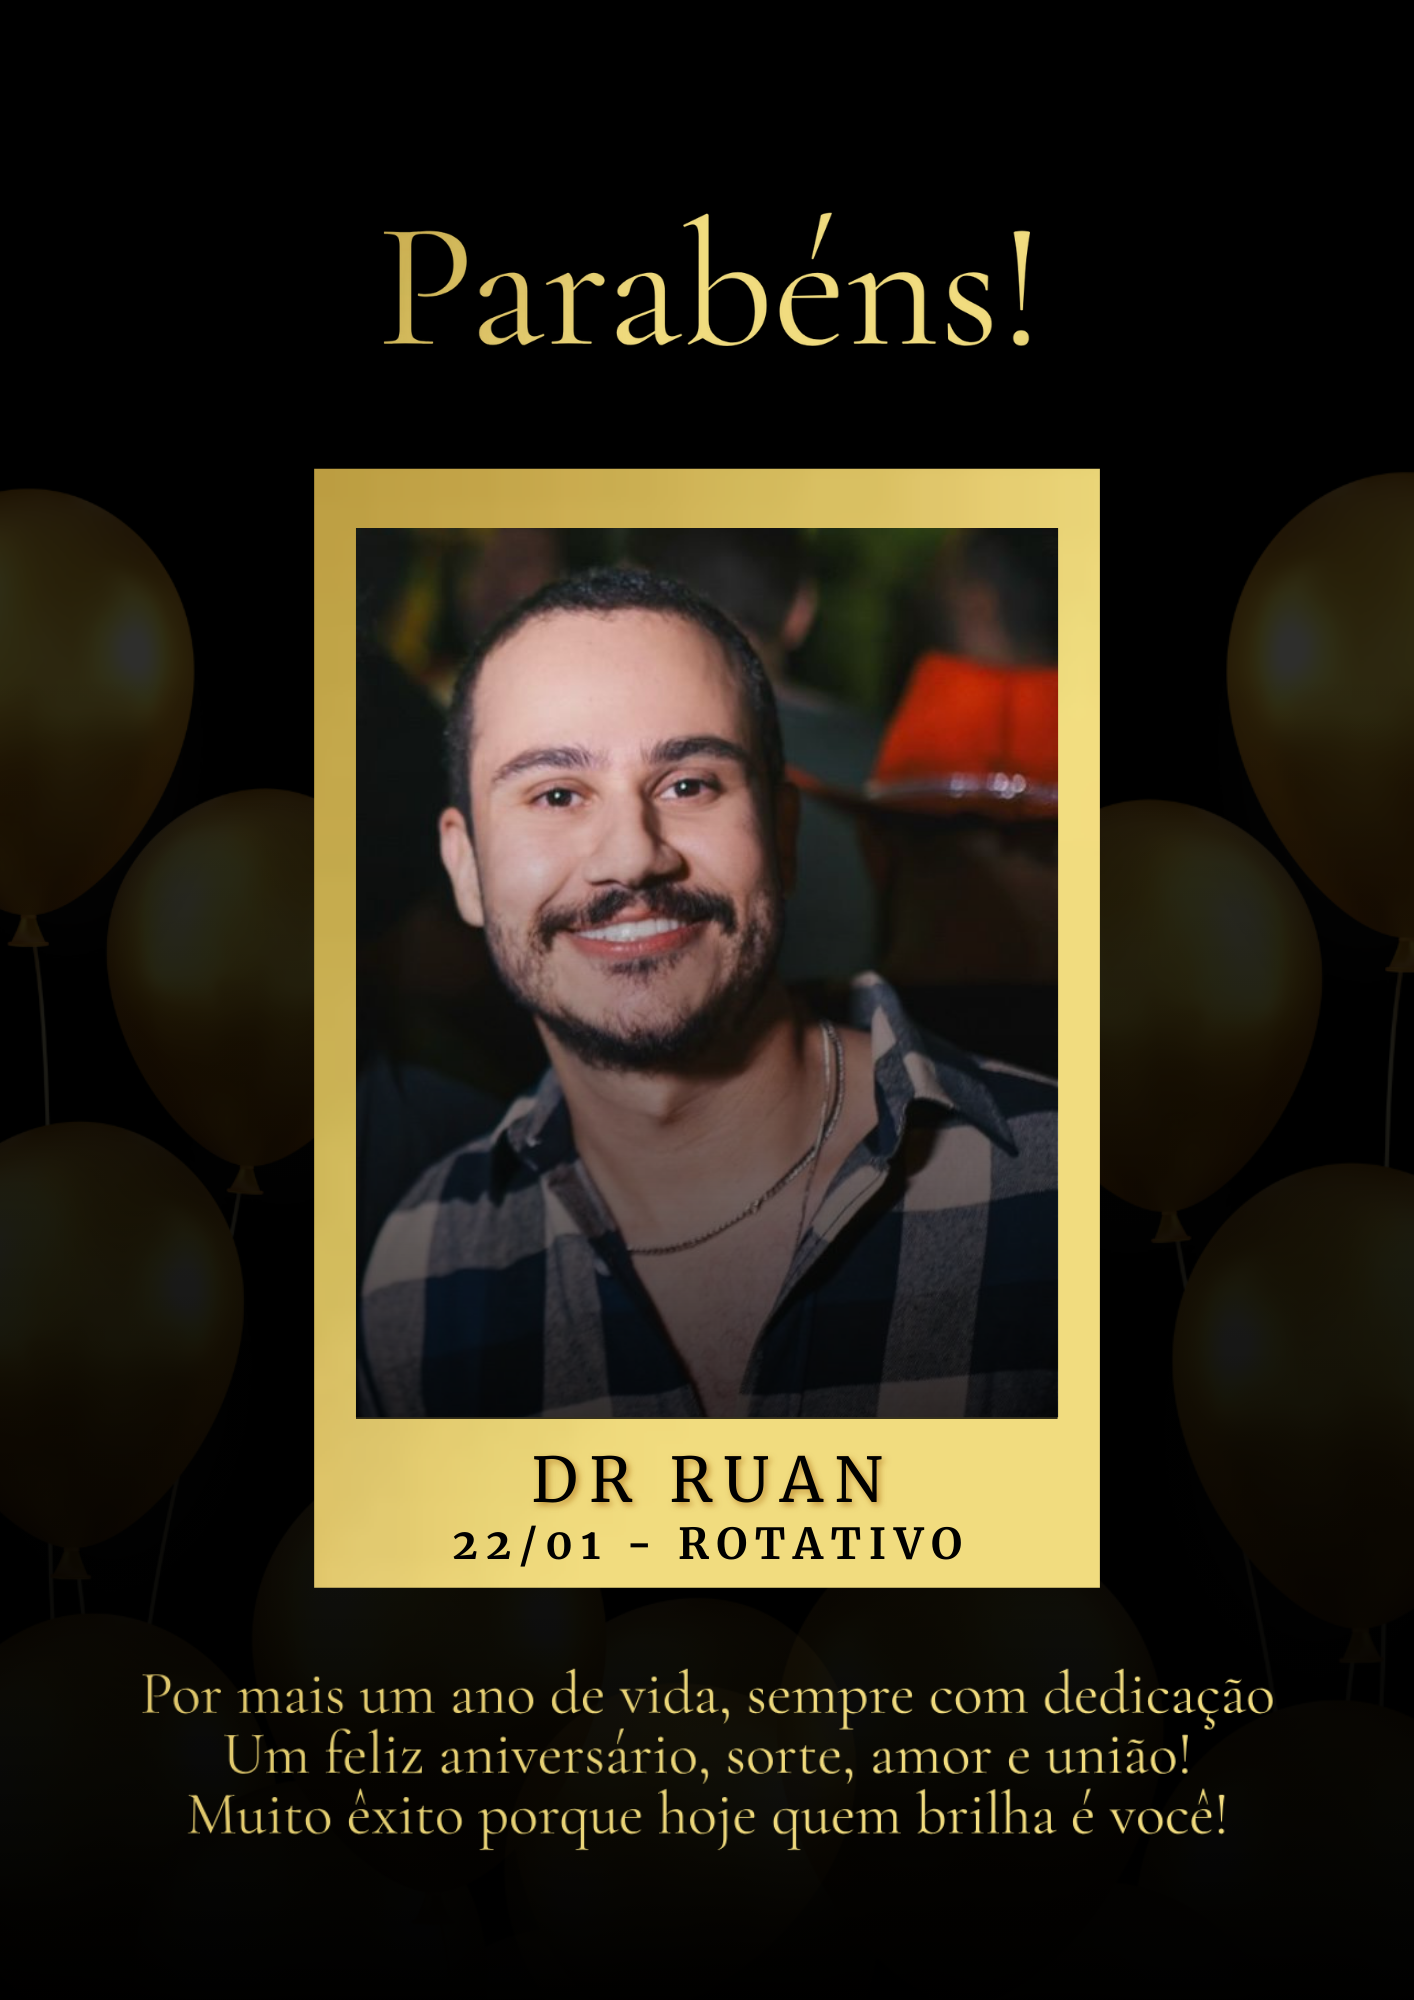 Parabéns!
DR RUAN
22/01 - ROTATIVO
Por mais um ano de vida, sempre com dedicação
Um feliz aniversário, sorte, amor e união!
Muito êxito porque hoje quem brilha é você!